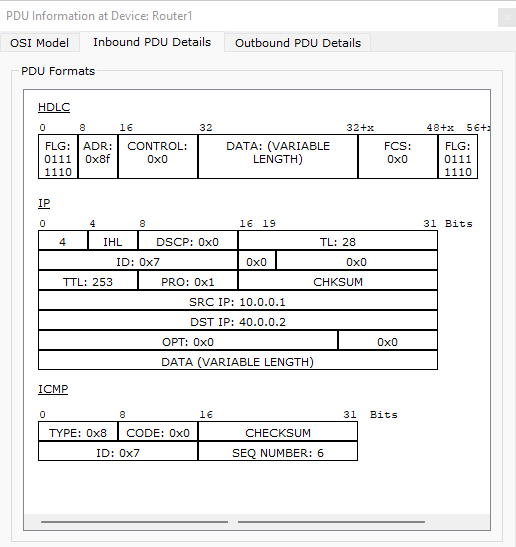 PDU Information at Device: Router1
OSI Model Inbound PDU Details Outbound PDU Details
PDU Formats
HDLC
0 8 16 32 32+x 48+x 56+x
FLG: 0111 1110 ADR: 0x8f CONTROL: 0x0 DATA: (VARIABLE LENGTH) FCS: 0x0 FLG: 0111 1110
IP
0 4 8 16 19 31 Bits
4 IHL DSCP: 0x0 TL: 28
ID: 0x7 0x0 0x0
TTL: 253 PRO: 0x1 CHKSUM
SRC IP: 10.0.0.1
DST IP: 40.0.0.2
OPT: 0x0 0x0
DATA (VARIABLE LENGTH)
ICMP
0 8 16 31 Bits
TYPE: 0x8 CODE: 0x0 CHECKSUM
ID: 0x7 SEQ NUMBER: 6